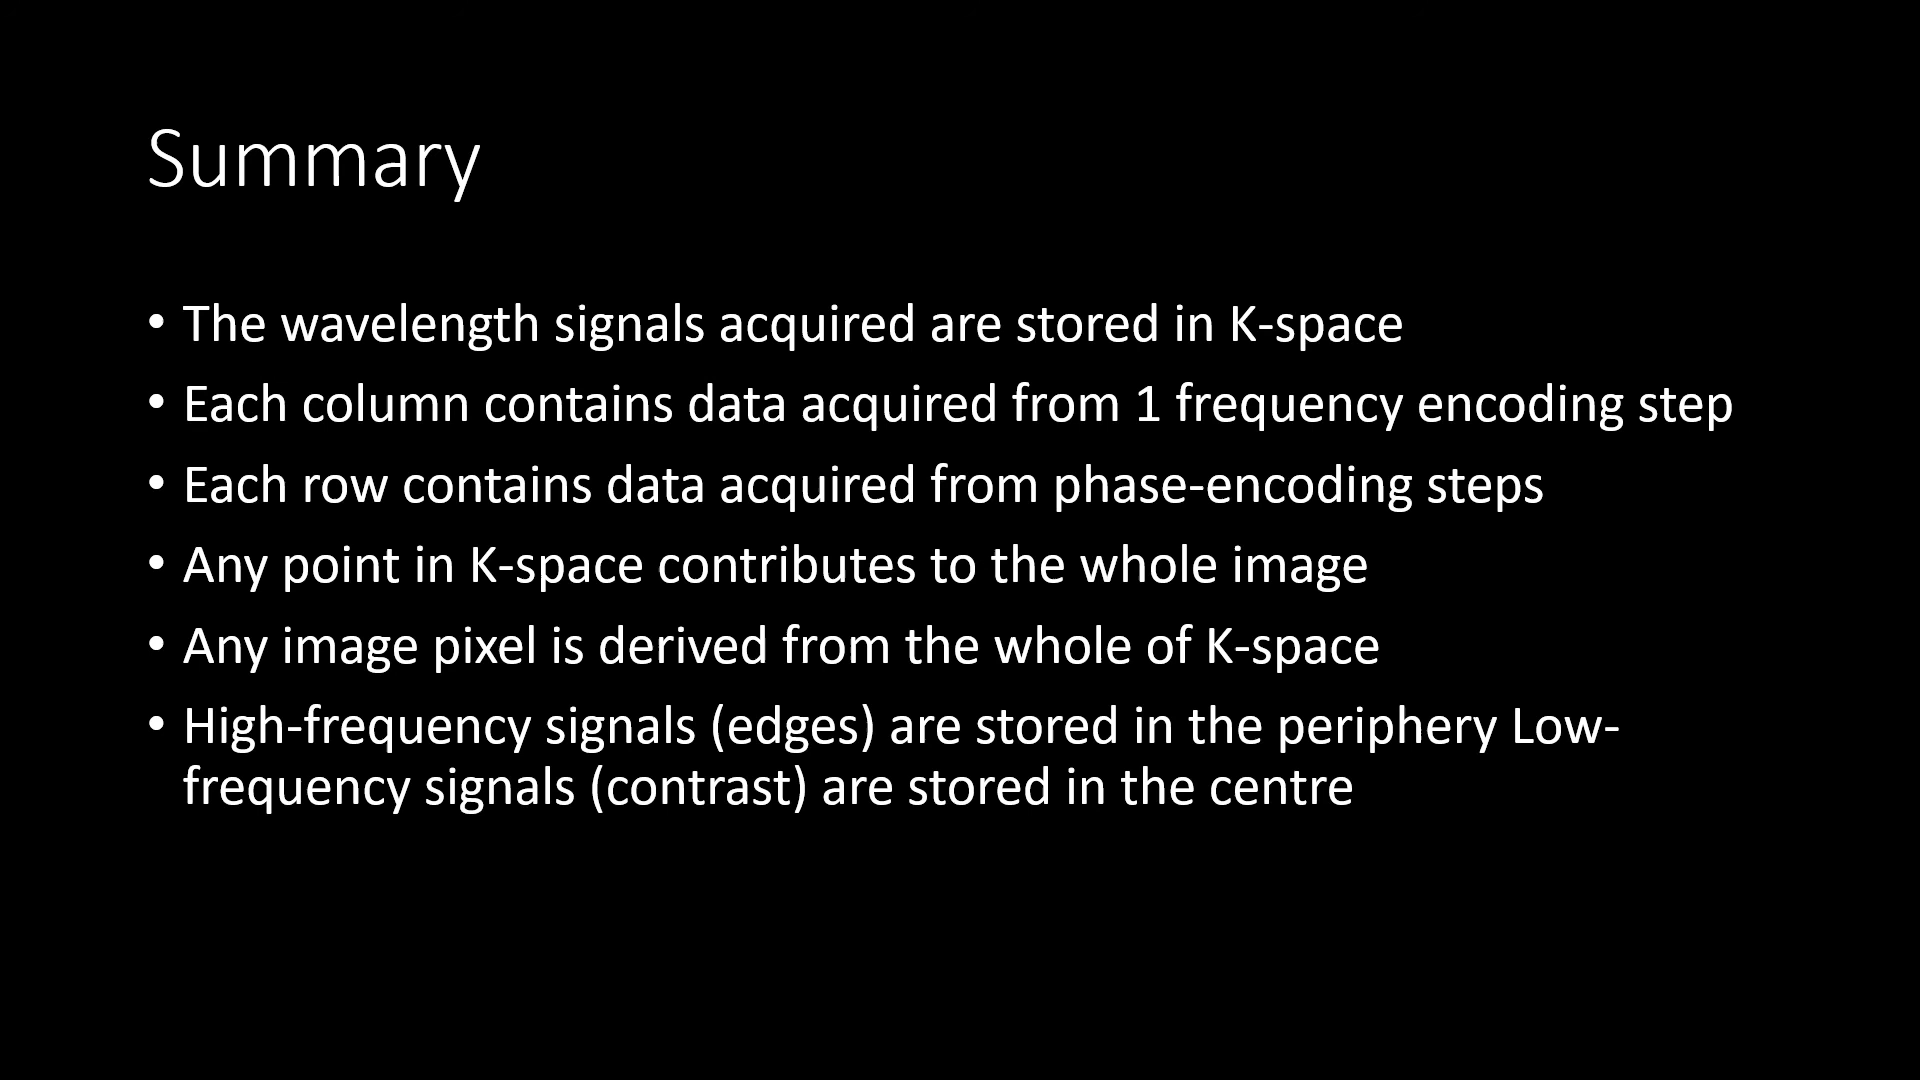 Summary
• The wavelength signals acquired are stored in K-space
• Each column contains data acquired from 1 frequency encoding step
• Each row contains data acquired from phase-encoding steps
• Any point in K-space contributes to the whole image
• Any image pixel is derived from the whole of K-space
• High-frequency signals (edges) are stored in the periphery Low-
frequency signals (contrast) are stored in the centre